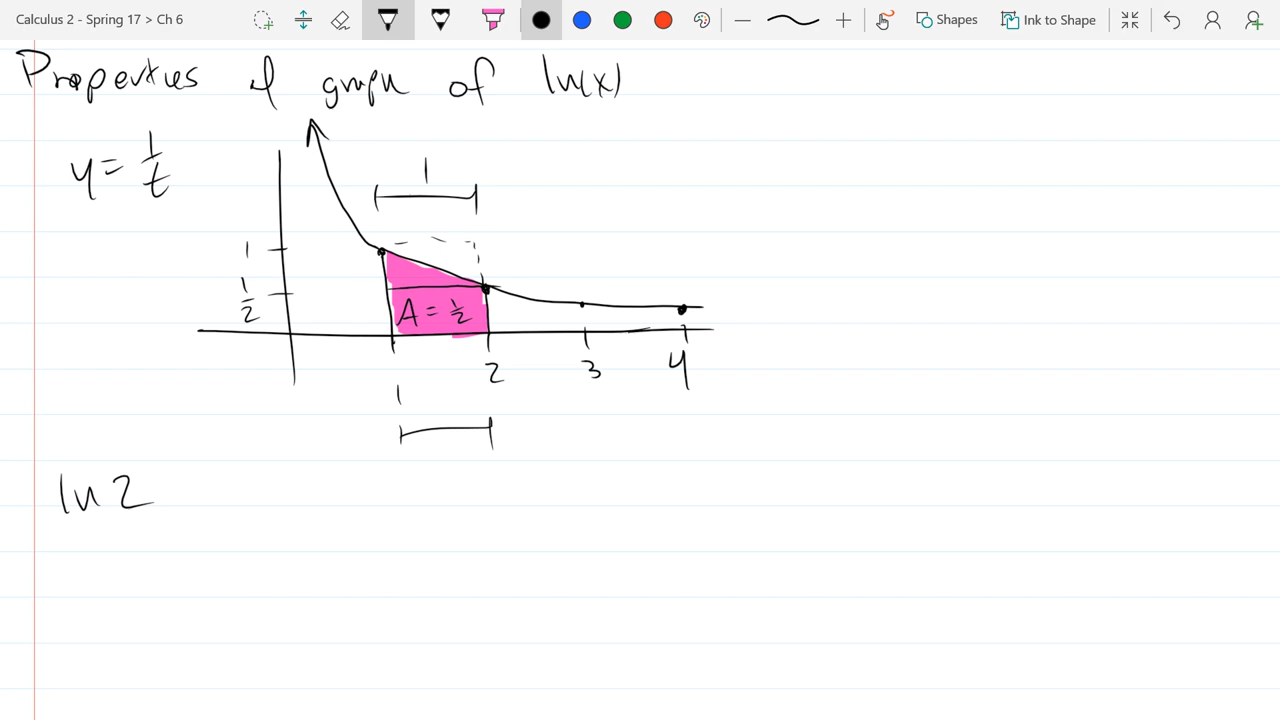 Calculus 2 - Spring 17 > Ch 6
Shapes
Ink to Shape
Properties & graph of ln(x)
y = 1/t
1
1
1/2
A = 1/2
1 2 3 4
ln 2